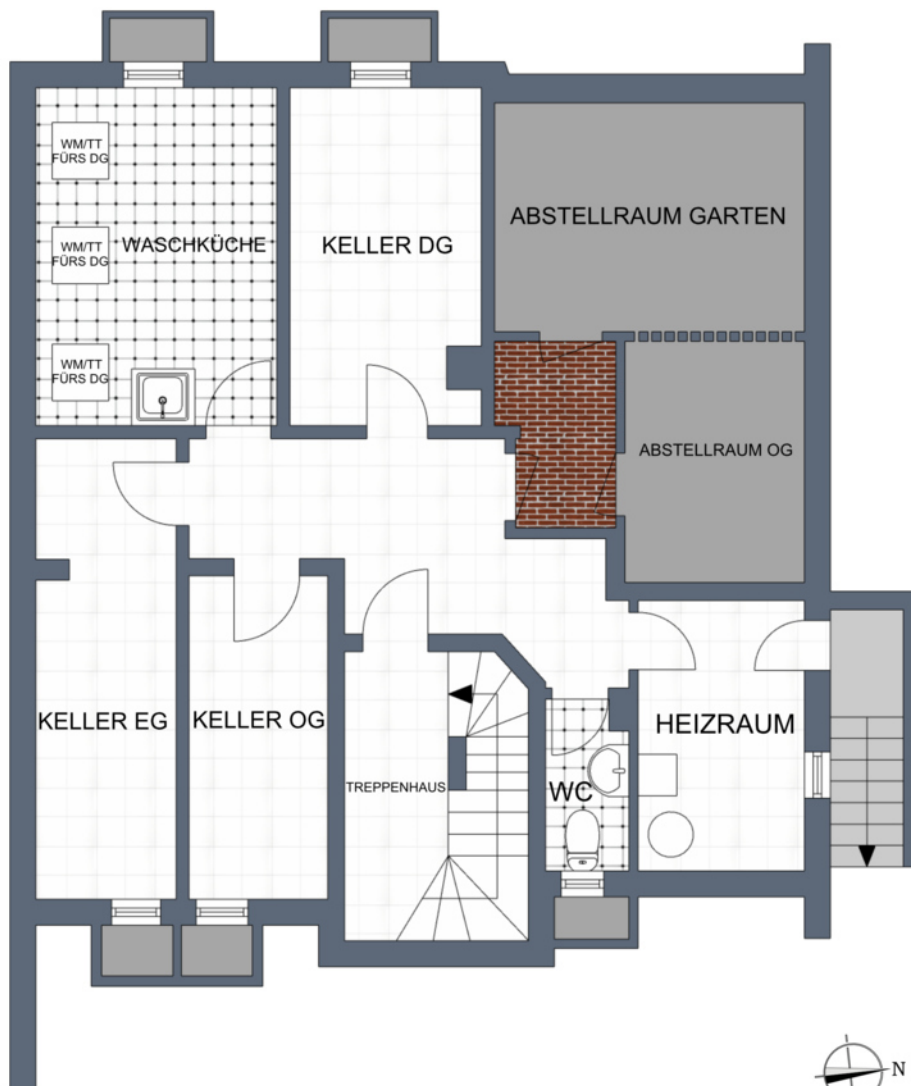 WM/TT
FÜRS DG
WASCHKÜCHE
WM/TT
FÜRS DG
WM/TT
FÜRS DG
KELLER DG
ABSTELLRAUM GARTEN
ABSTELLRAUM OG
KELLER EG
KELLER OG
TREPPENHAUS
WC
HEIZRAUM
N